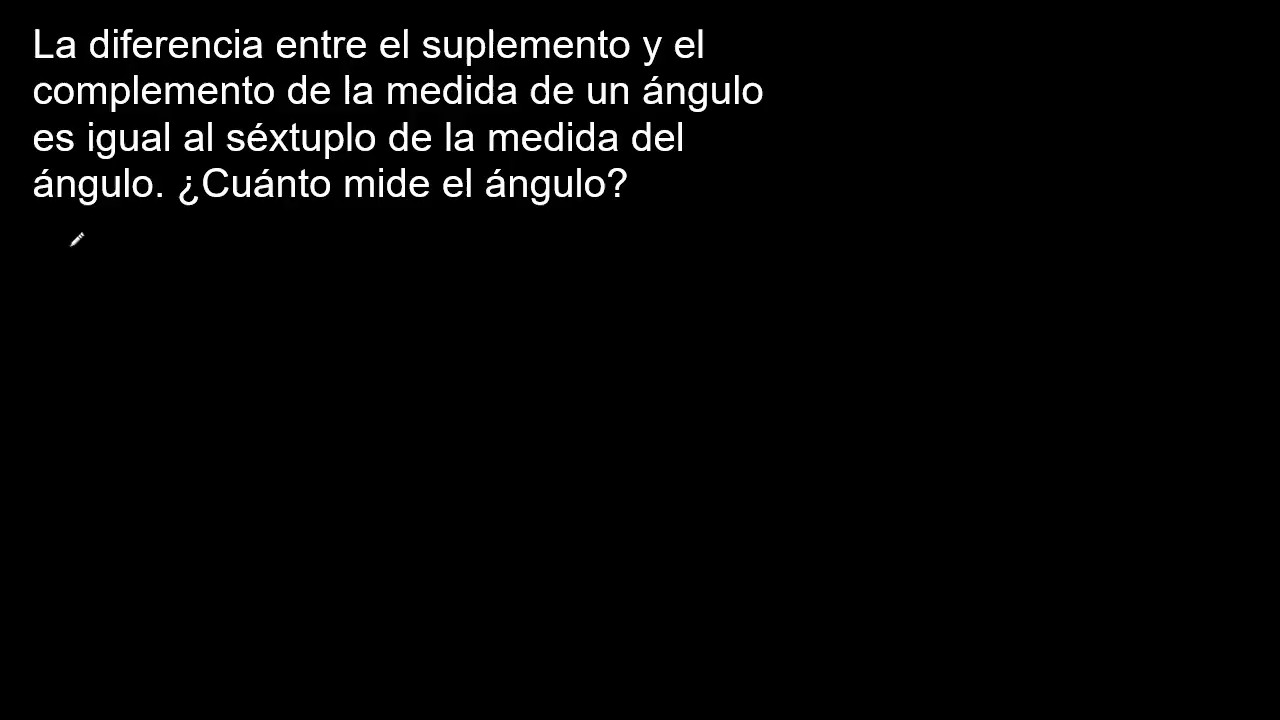 La diferencia entre el suplemento y el
complemento de la medida de un ángulo
es igual al séxtuplo de la medida del
ángulo. ¿Cuánto mide el ángulo?